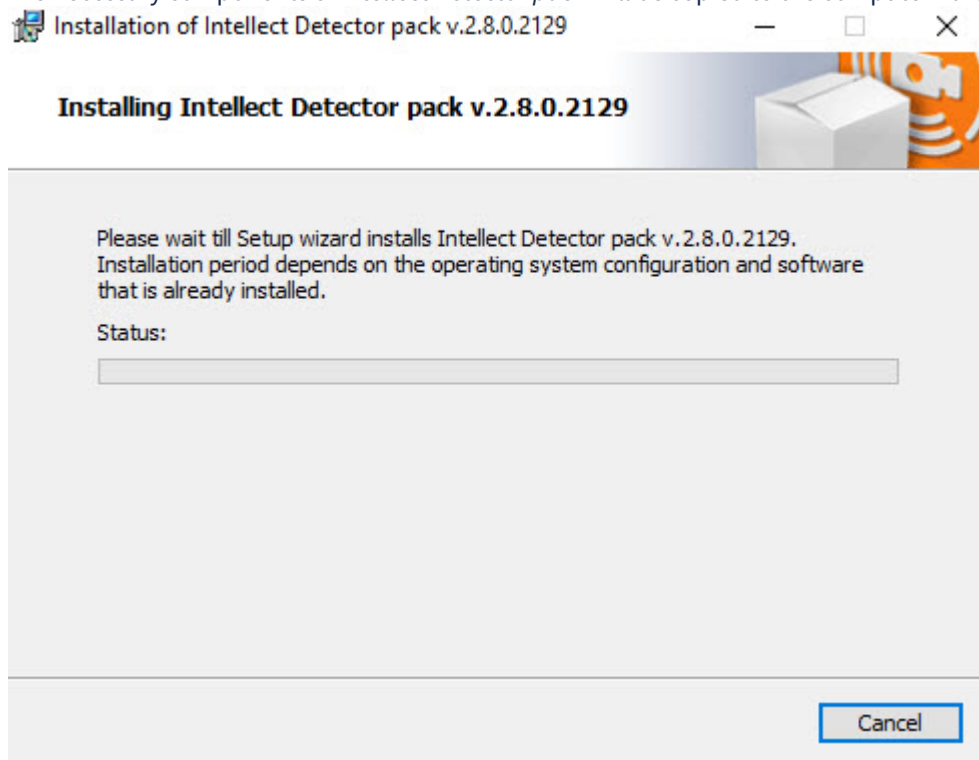 Installation of Intellect Detector pack v.2.8.0.2129
Installing Intellect Detector pack v.2.8.0.2129
Please wait till Setup wizard installs Intellect Detector pack v.2.8.0.2129.
Installation period depends on the operating system configuration and software
that is already installed.
Status:
Cancel